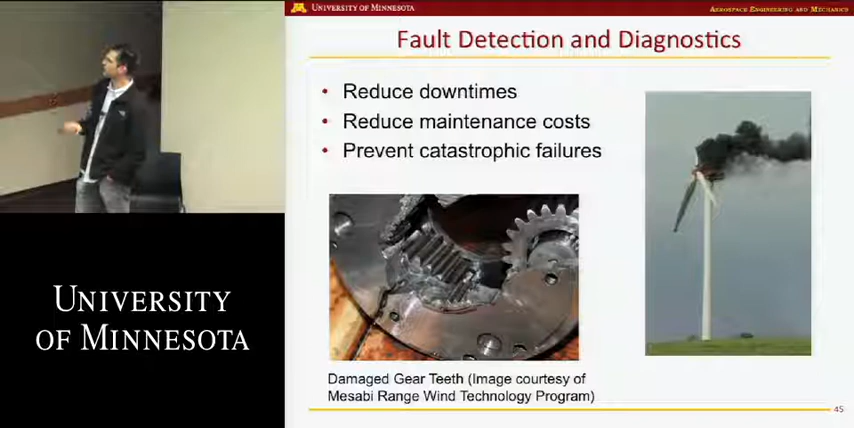 UNIVERSITY OF MINNESOTA
AEROSPACE ENGINEERING AND MECHANICS
Fault Detection and Diagnostics
• Reduce downtimes
• Reduce maintenance costs
• Prevent catastrophic failures
Damaged Gear Teeth (Image courtesy of
Mesabi Range Wind Technology Program)
45
UNIVERSITY
OF MINNESOTA